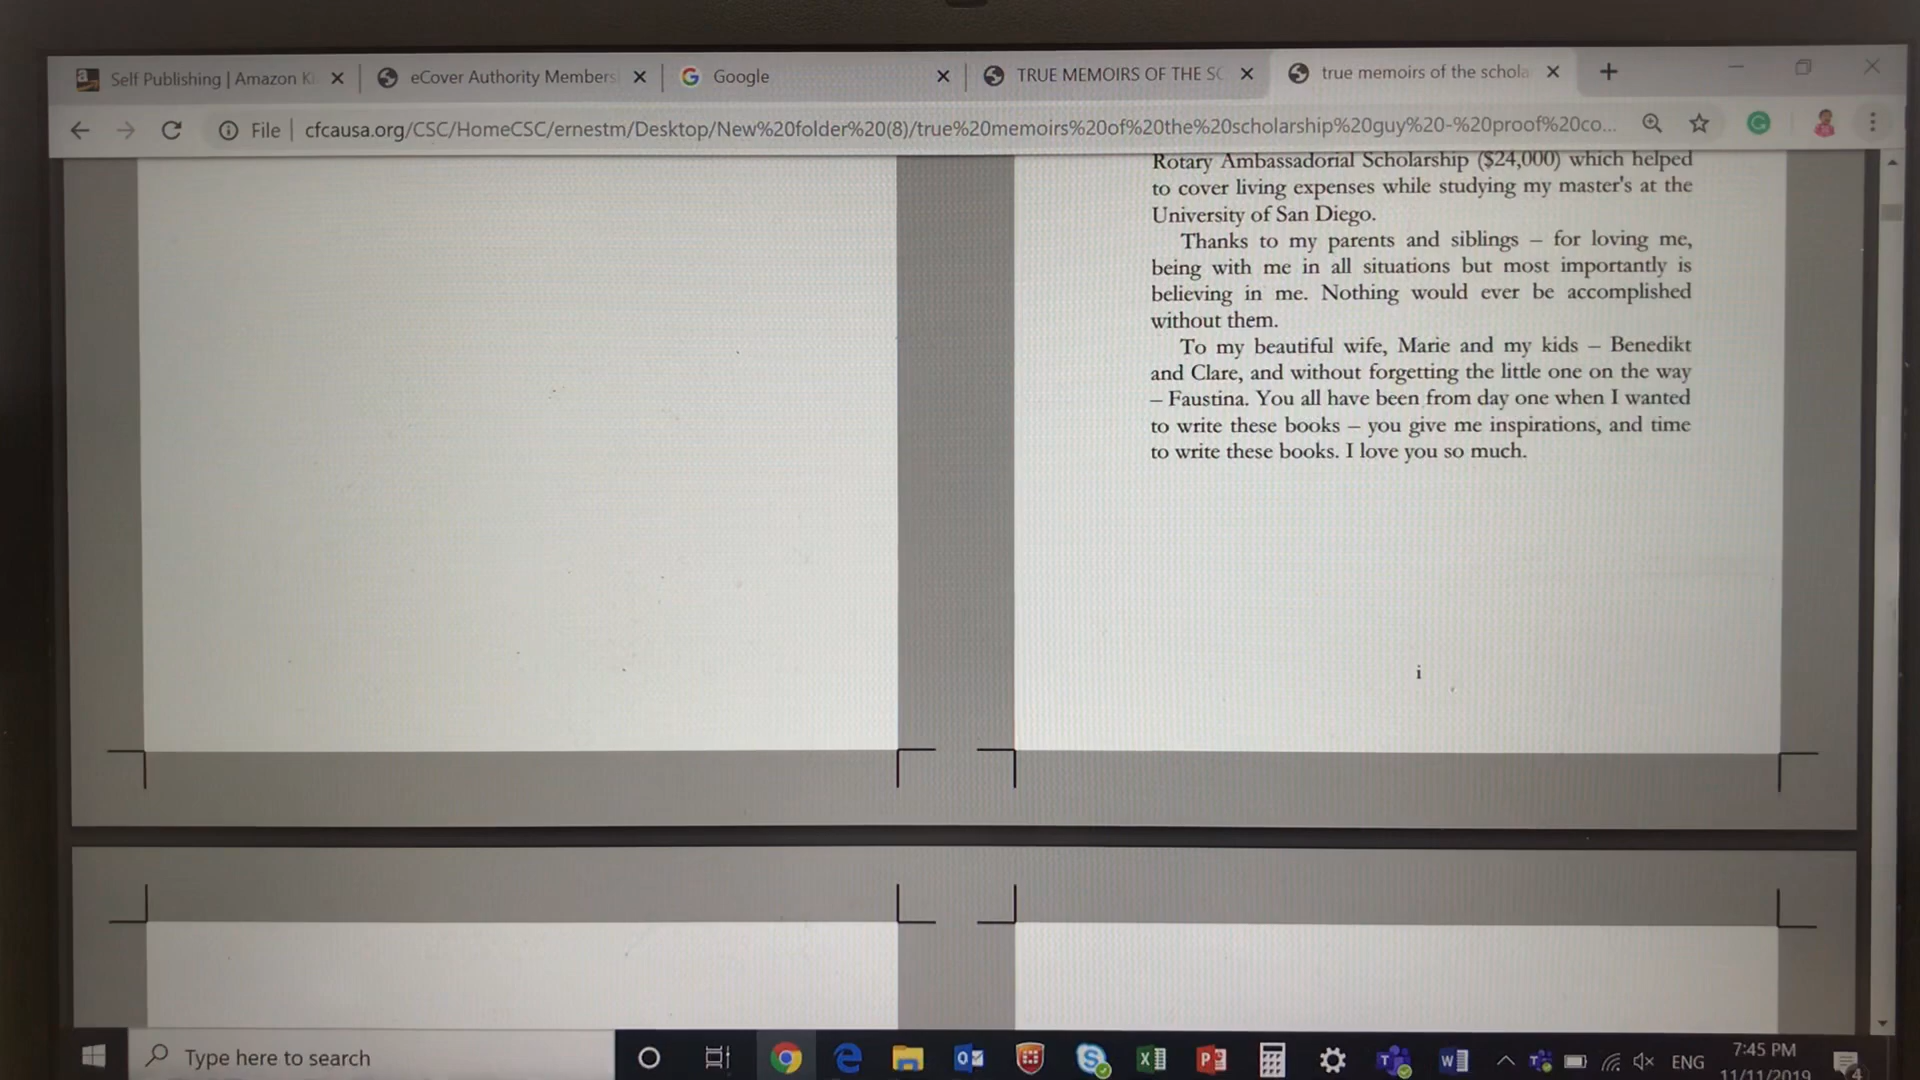 Self Publishing | Amazon Ki
eCover Authority Members
Google
TRUE MEMOIRS OF THE SC
true memoirs of the schola
File
cfcausa.org/CSC/HomeCSC/ernestm/Desktop/New%20folder%20(8)/true%20memoirs%20of%20the%20scholarship%20guy%20-%20proof%20co...
Rotary Ambassadorial Scholarship ($24,000) which helped
to cover living expenses while studying my master's at the
University of San Diego.
Thanks to my parents and siblings – for loving me,
being with me in all situations but most importantly is
believing in me. Nothing would ever be accomplished
without them.
To my beautiful wife, Marie and my kids – Benedikt
and Clare, and without forgetting the little one on the way
– Faustina. You all have been from day one when I wanted
to write these books – you give me inspirations, and time
to write these books. I love you so much.
i
Type here to search
ENG
7:45 PM
11/11/2019
4